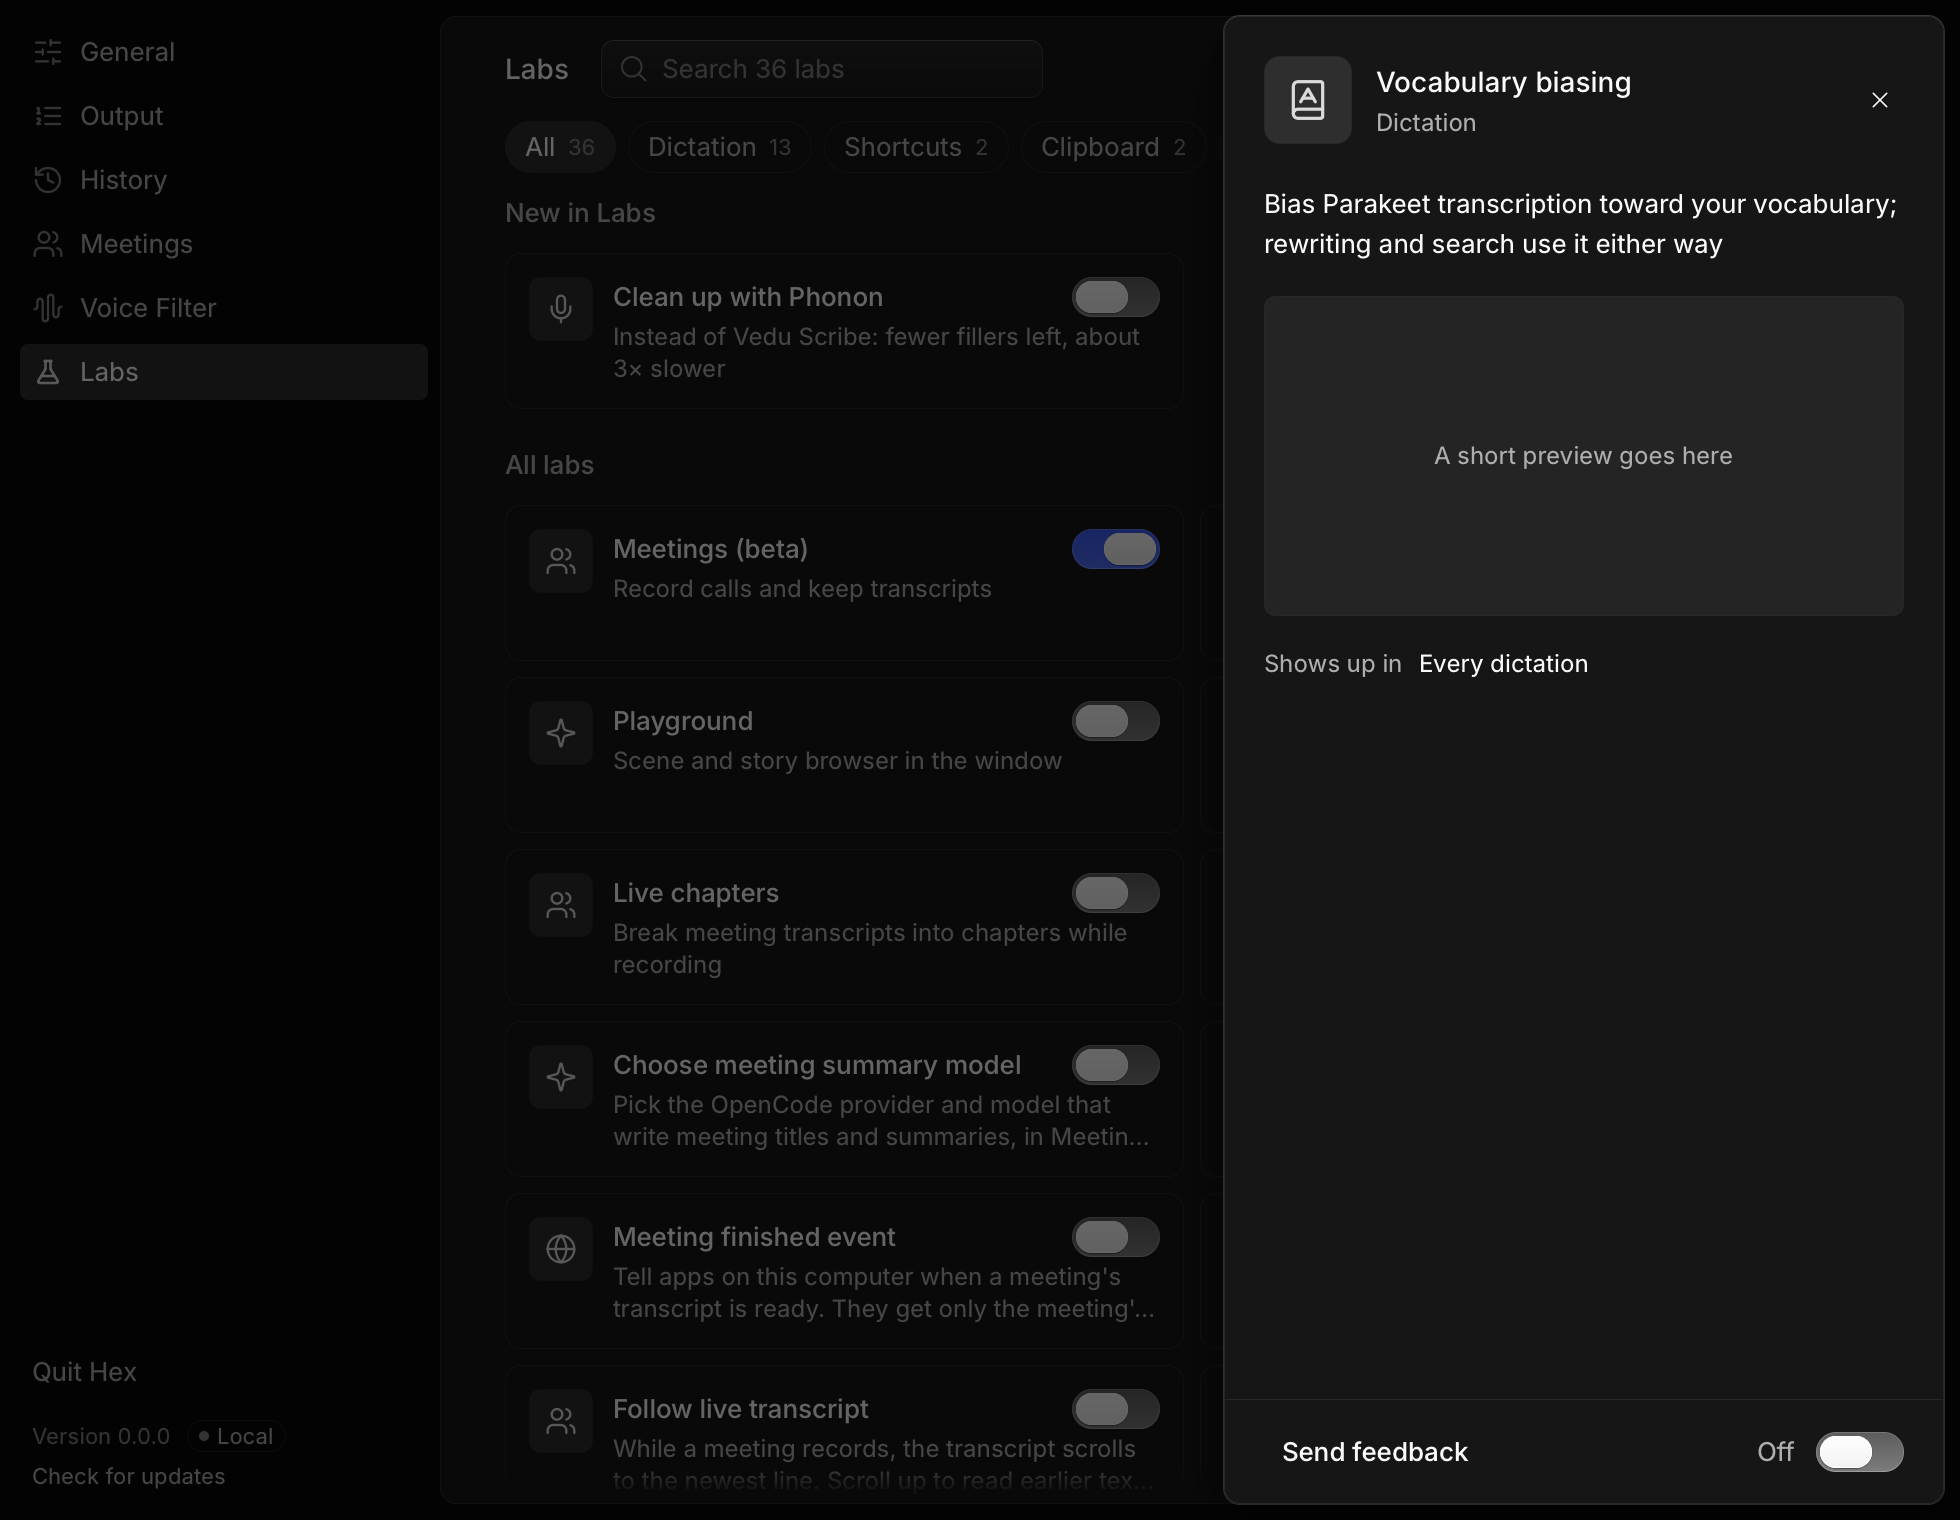 General
Output
History
Meetings
Voice Filter
Labs
Quit Hex
Version 0.0.0
Local
Check for updates
Labs
Search 36 labs
All 36
Dictation 13
Shortcuts 2
Clipboard 2
New in Labs
Clean up with Phonon
Instead of Vedu Scribe: fewer fillers left, about
3× slower
All labs
Meetings (beta)
Record calls and keep transcripts
Playground
Scene and story browser in the window
Live chapters
Break meeting transcripts into chapters while
recording
Choose meeting summary model
Pick the OpenCode provider and model that
write meeting titles and summaries, in Meetin...
Meeting finished event
Tell apps on this computer when a meeting's
transcript is ready. They get only the meeting'...
Follow live transcript
While a meeting records, the transcript scrolls
to the newest line. Scroll up to read earlier tex...
Vocabulary biasing
Dictation
Bias Parakeet transcription toward your vocabulary;
rewriting and search use it either way
A short preview goes here
Shows up in Every dictation
Send feedback
Off